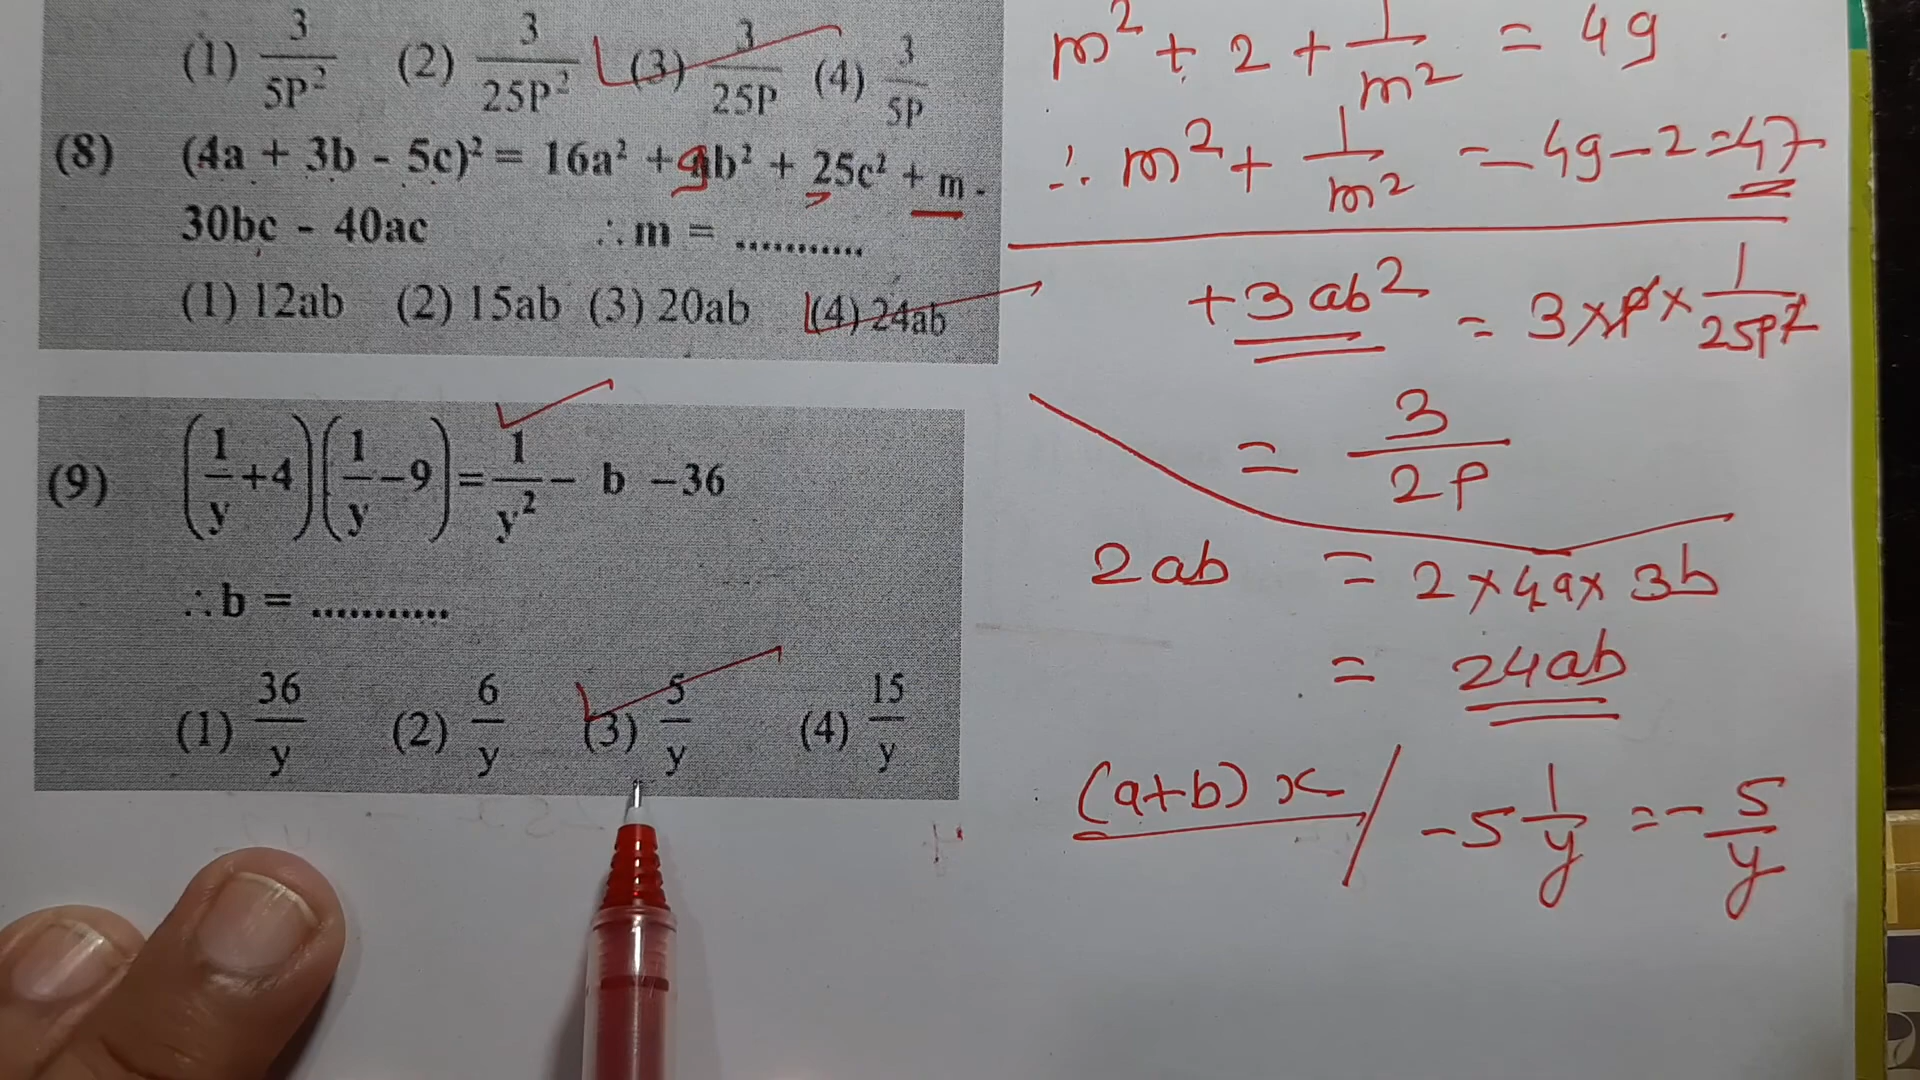 (1) 3/5P² (2) 3/25P² (3) 3/25P (4) 3/5P
(8) (4a + 3b - 5c)² = 16a² + 9b² + 25c² + m -
30bc - 40ac ∴ m = ...........
(1) 12ab (2) 15ab (3) 20ab (4) 24ab
(9) (1/y +4)(1/y −9) = 1/y² − b −36
∴ b = ...........
(1) 36/y (2) 6/y (3) 5/y (4) 15/y
m² + 2 + 1/m² = 49
∴ m² + 1/m² = 49 − 2 = 47
+3ab² = 3 × p × 1/25p²
= 3/2p
2ab = 2 × 4a × 3b
= 24ab
(a+b) x / −5 1/y = − 5/y